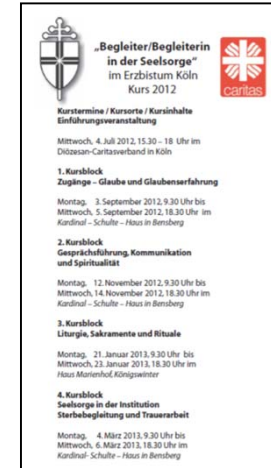 „Begleiter/Begleiterin
in der Seelsorge“
im Erzbistum Köln
Kurs 2012
caritas
Kurstermine / Kursorte / Kursinhalte
Einführungsveranstaltung
Mittwoch, 4. Juli 2012, 15.30 – 18 Uhr im
Diözesan-Caritasverband in Köln
1. Kursblock
Zugänge – Glaube und Glaubenserfahrung
Montag, 3. September 2012, 9.30 Uhr bis
Mittwoch, 5. September 2012, 18.30 Uhr im
Kardinal – Schulte – Haus in Bensberg
2. Kursblock
Gesprächsführung, Kommunikation
und Spiritualität
Montag, 12. November 2012, 9.30 Uhr bis
Mittwoch, 14. November 2012, 18.30 Uhr im
Kardinal – Schulte – Haus in Bensberg
3. Kursblock
Liturgie, Sakramente und Rituale
Montag, 21. Januar 2013, 9.30 Uhr bis
Mittwoch, 23. Januar 2013, 18.30 Uhr im
Haus Marienhof, Königswinter
4. Kursblock
Seelsorge in der Institution
Sterbebegleitung und Trauerarbeit
Montag, 4. März 2013, 9.30 Uhr bis
Mittwoch, 6. März 2013, 18.30 Uhr im
Kardinal- Schulte – Haus in Bensberg